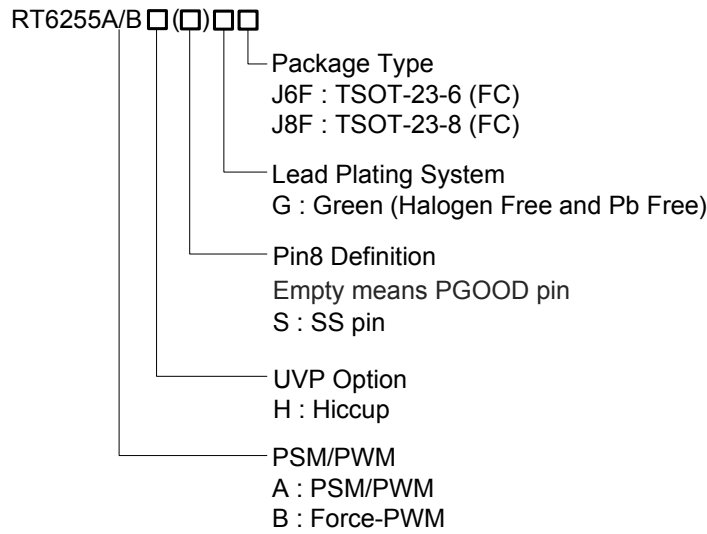 RT6255A/B □(□)□□
Package Type
J6F : TSOT-23-6 (FC)
J8F : TSOT-23-8 (FC)
Lead Plating System
G : Green (Halogen Free and Pb Free)
Pin8 Definition
Empty means PGOOD pin
S : SS pin
UVP Option
H : Hiccup
PSM/PWM
A : PSM/PWM
B : Force-PWM